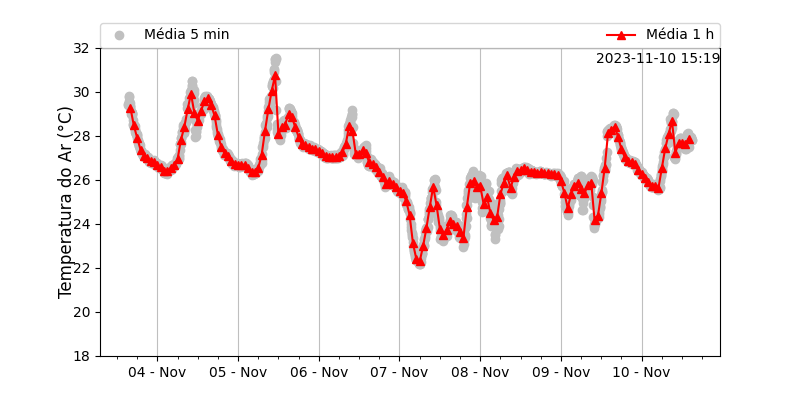 Média 5 min
Média 1 h
2023-11-10 15:19
Temperatura do Ar (°C)
32
30
28
26
24
22
20
18
04 - Nov
05 - Nov
06 - Nov
07 - Nov
08 - Nov
09 - Nov
10 - Nov